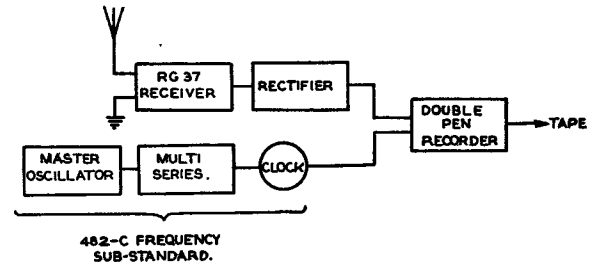 RG 37
RECEIVER
RECTIFIER
DOUBLE
PEN
RECORDER
TAPE
MASTER
OSCILLATOR
MULTI
SERIES.
CLOCK
482-C FREQUENCY
SUB-STANDARD.